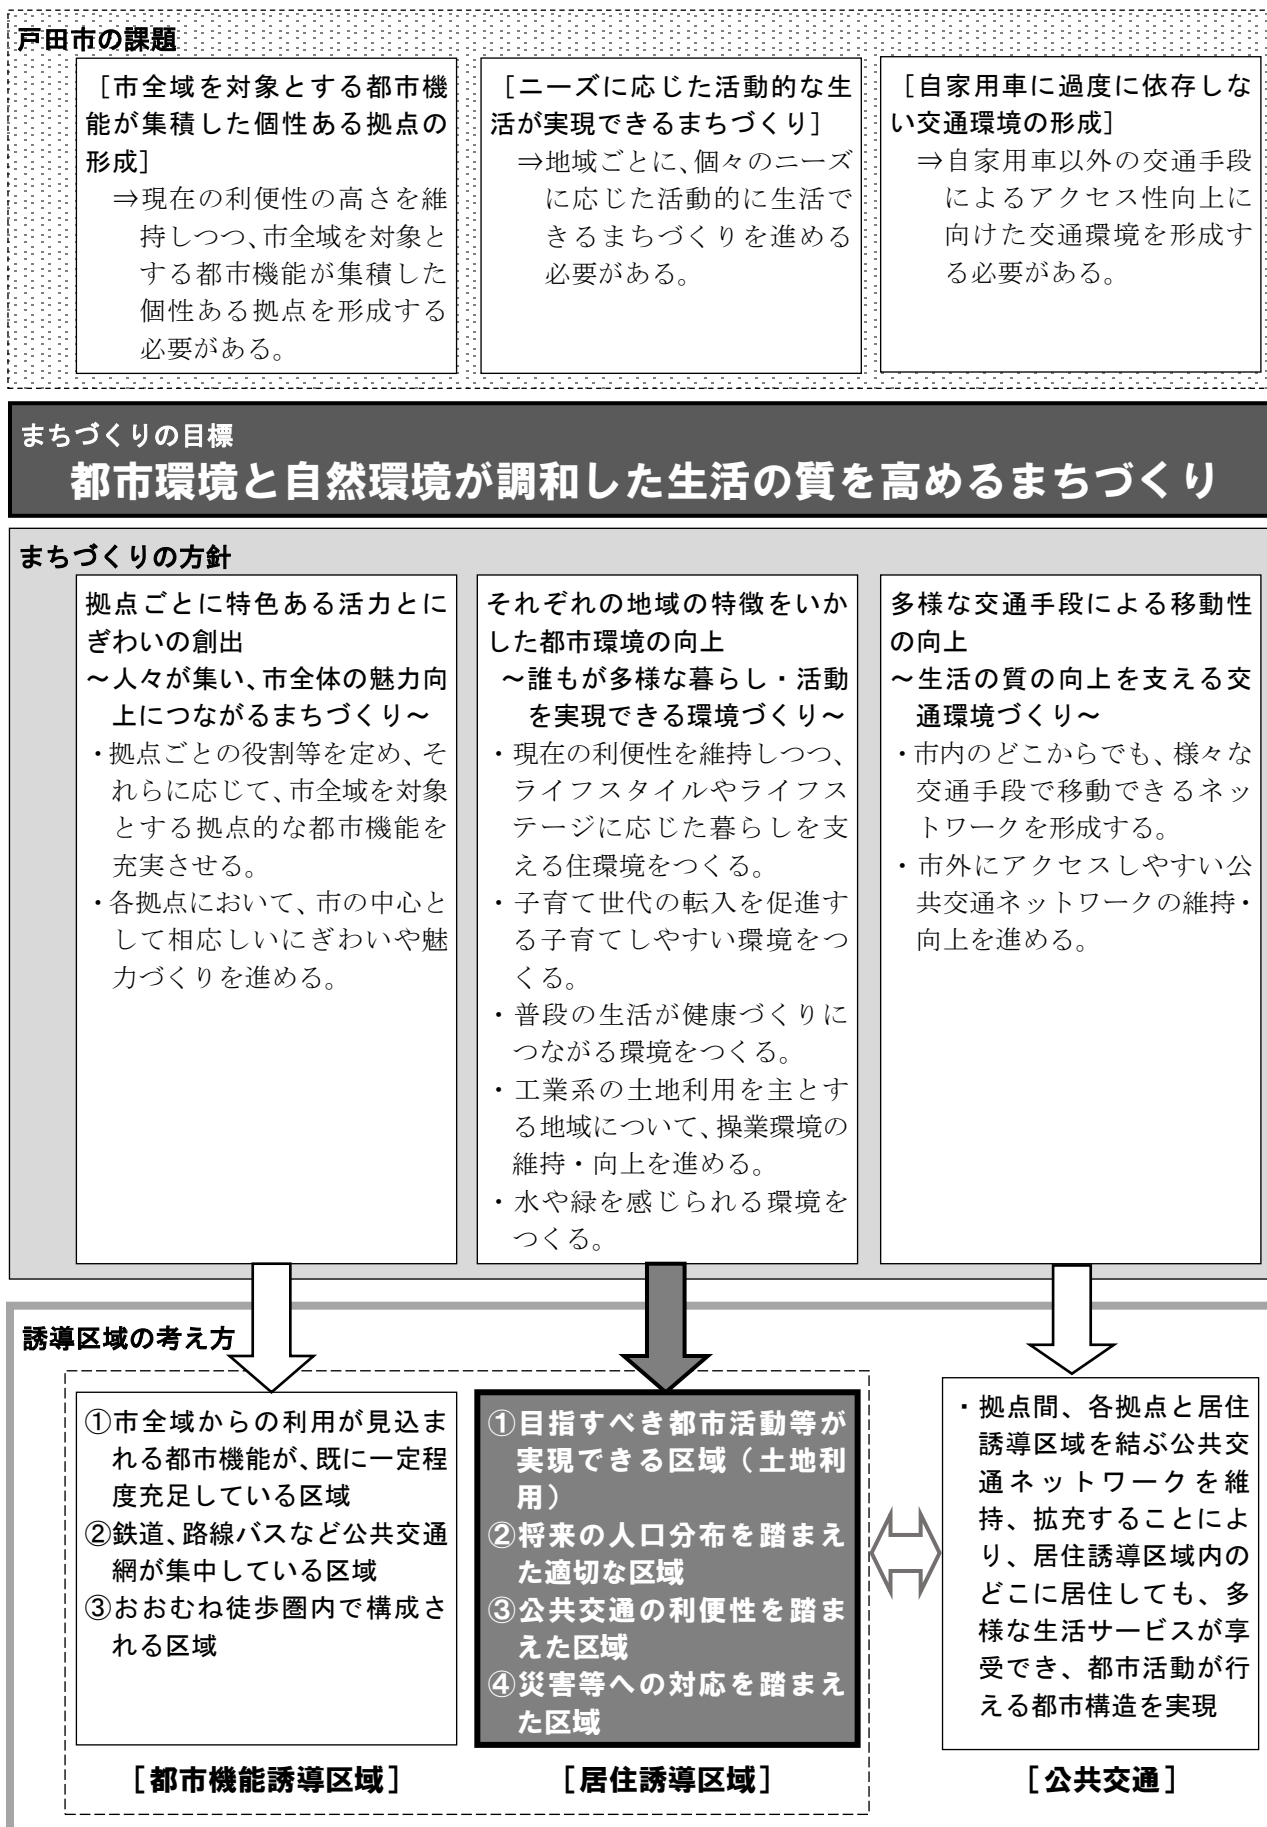 戸田市の課題
［市全域を対象とする都市機
能が集積した個性ある拠点の
形成］
⇒現在の利便性の高さを維
持しつつ、市全域を対象と
する都市機能が集積した
個性ある拠点を形成する
必要がある。
［ニーズに応じた活動的な生
活が実現できるまちづくり］
⇒地域ごとに、個々のニーズ
に応じた活動的に生活で
きるまちづくりを進める
必要がある。
［自家用車に過度に依存しな
い交通環境の形成］
⇒自家用車以外の交通手段
によるアクセス性向上に
向けた交通環境を形成す
る必要がある。
まちづくりの目標
都市環境と自然環境が調和した生活の質を高めるまちづくり
まちづくりの方針
拠点ごとに特色ある活力とに
ぎわいの創出
～人々が集い、市全体の魅力向
上につながるまちづくり～
・拠点ごとの役割等を定め、そ
れらに応じて、市全域を対象
とする拠点的な都市機能を
充実させる。
・各拠点において、市の中心と
して相応しいにぎわいや魅
力づくりを進める。
それぞれの地域の特徴をいか
した都市環境の向上
～誰もが多様な暮らし・活動
を実現できる環境づくり～
・現在の利便性を維持しつつ、
ライフスタイルやライフス
テージに応じた暮らしを支
える住環境をつくる。
・子育て世代の転入を促進す
る子育てしやすい環境をつ
くる。
・普段の生活が健康づくりに
つながる環境をつくる。
・工業系の土地利用を主とす
る地域について、操業環境の
維持・向上を進める。
・水や緑を感じられる環境を
つくる。
多様な交通手段による移動性
の向上
～生活の質の向上を支える交
通環境づくり～
・市内のどこからでも、様々な
交通手段で移動できるネッ
トワークを形成する。
・市外にアクセスしやすい公
共交通ネットワークの維持・
向上を進める。
誘導区域の考え方
①市全域からの利用が見込ま
れる都市機能が、既に一定程
度充足している区域
②鉄道、路線バスなど公共交通
網が集中している区域
③おおむね徒歩圏内で構成さ
れる区域
［都市機能誘導区域］
①目指すべき都市活動等が
実現できる区域（土地利
用）
②将来の人口分布を踏まえ
た適切な区域
③公共交通の利便性を踏ま
えた区域
④災害等への対応を踏まえ
た区域
［居住誘導区域］
・拠点間、各拠点と居住
誘導区域を結ぶ公共交
通ネットワークを維
持、拡充することによ
り、居住誘導区域内の
どこに居住しても、多
様な生活サービスが享
受でき、都市活動が行
える都市構造を実現
［公共交通］